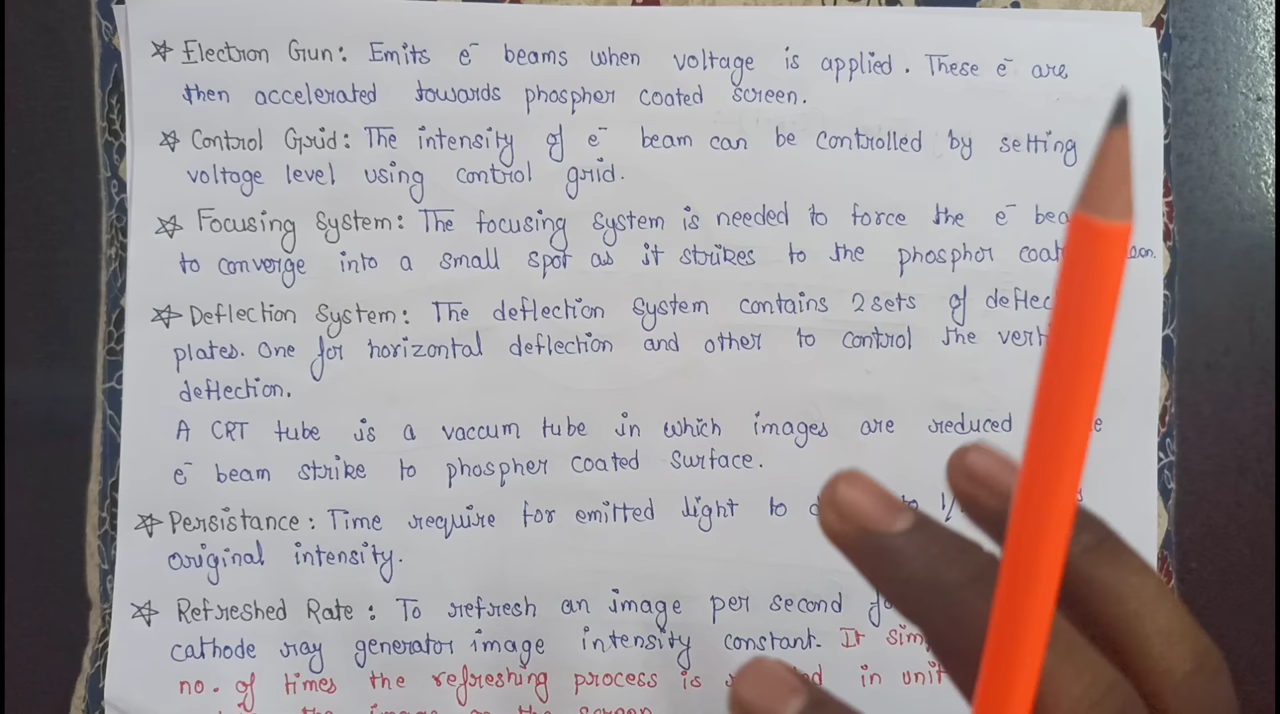 ☆ Electron Gun: Emits e⁻ beams when voltage is applied. These e⁻ are
then accelerated towards phospher coated screen.
☆ Control Grid: The intensity of e⁻ beam can be controlled by setting
voltage level using control grid.
☆ Focusing System: The focusing system is needed to force the e⁻
to converge into a small spot as it strikes to the phosphor
☆ Deflection System: The deflection system contains 2 sets of
plates. One for horizontal deflection and other to control the
deflection.
A CRT tube is a vaccum tube in which images are reduced
e⁻ beam strike to phospher coated surface.
☆ Persistance: Time require for emitted light to
original intensity.
☆ Refreshed Rate: To refresh an image per second
cathode ray generator image intensity constant. It
no. of times the refreshing process is in unit
the image on the screen